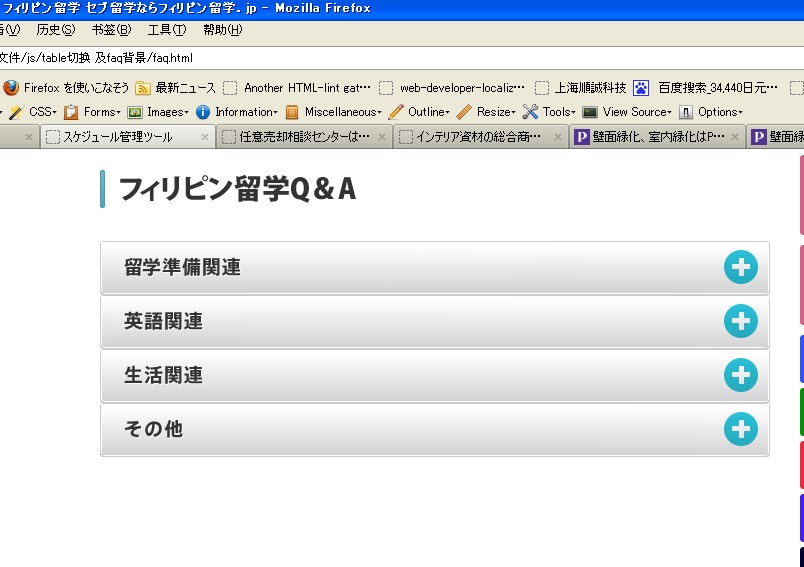 フィリピン留学 セブ留学ならフィリピン留学．jp - Mozilla Firefox
看(V) 历史(S) 书签(B) 工具(T) 帮助(H)
文件/js/table切换 及faq背景/faq.html
Firefox を使いこなそう 最新ニュース Another HTML-lint gat… web-developer-localiz… 上海順誠科技 百度搜索_34,440日元…
CSS Forms Images Information Miscellaneous Outline Resize Tools View Source Options
スケジュール管理ツール 任意売却相談センターは… インテリア資材の総合商… 壁面緑化、室内緑化はP… 壁面緑
フィリピン留学Q＆A
留学準備関連
英語関連
生活関連
その他